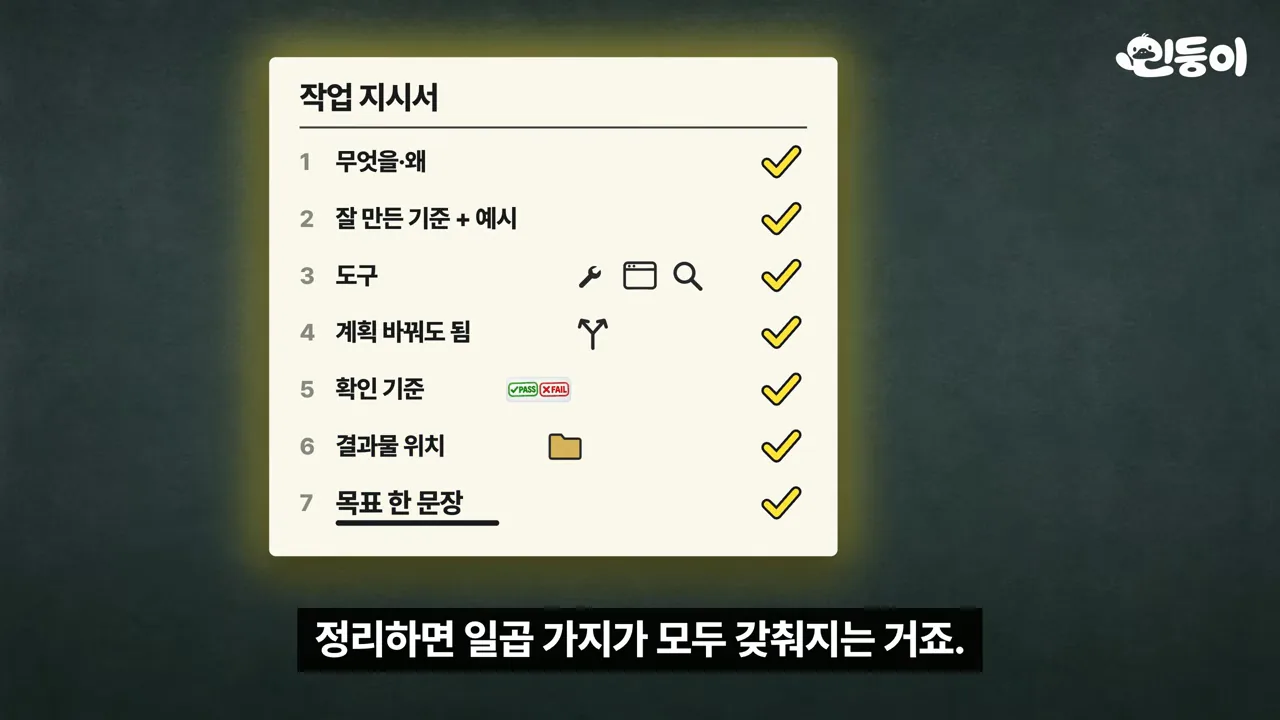 인둥이
작업 지시서
1 무엇을·왜
2 잘 만든 기준 + 예시
3 도구
4 계획 바꿔도 됨
5 확인 기준 PASS FAIL
6 결과물 위치
7 목표 한 문장
정리하면 일곱 가지가 모두 갖춰지는 거죠.